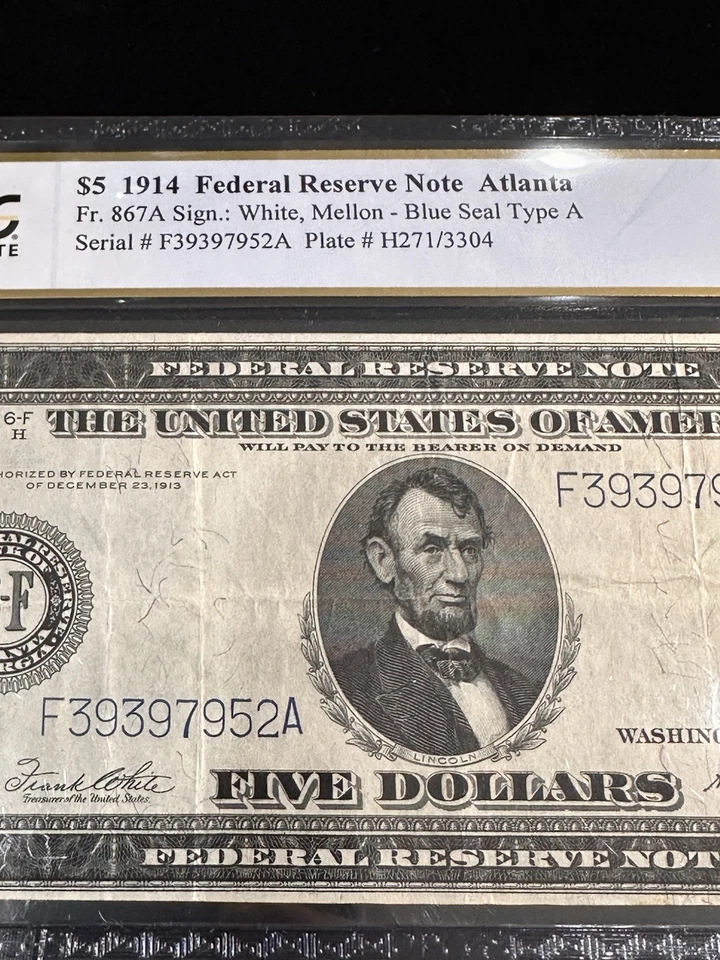 $5 1914 Federal Reserve Note Atlanta
Fr. 867A Sign.: White, Mellon - Blue Seal Type A
Serial # F39397952A Plate # H271/3304
FEDERAL RESERVE NOTE
6-F
H
THE UNITED STATES OF AMER
WILL PAY TO THE BEARER ON DEMAND
HORIZED BY FEDERAL RESERVE ACT
OF DECEMBER 23, 1913
F393979
-F
F39397952A
WASHING
LINCOLN
Frank White
Treasurer of the United States.
FIVE DOLLARS
FEDERAL RESERVE NOT